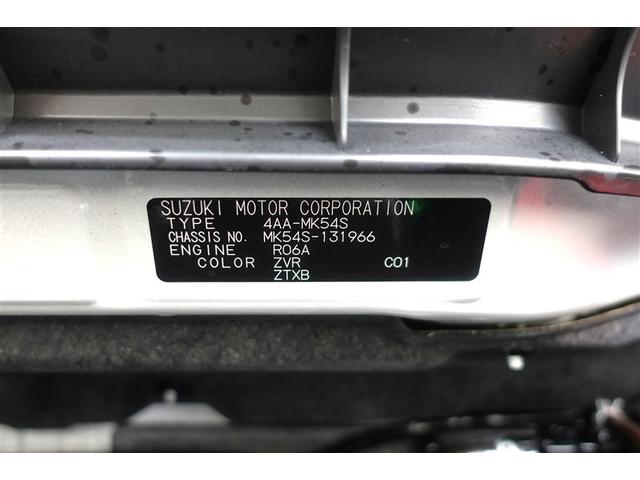 SUZUKI MOTOR CORPORATION
TYPE 4AA-MK54S
CHASSIS NO. MK54S-131966
ENGINE R06A
COLOR ZVR C01
ZTXB